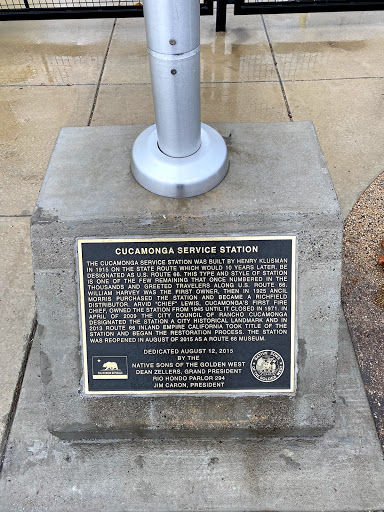 CUCAMONGA SERVICE STATION
THE CUCAMONGA SERVICE STATION WAS BUILT BY HENRY KLUSMAN
IN 1915 ON THE STATE ROUTE WHICH WOULD 10 YEARS LATER, BE
DESIGNATED AS U.S. ROUTE 66. THIS TYPE AND STYLE OF STATION
IS ONE OF THE FEW REMAINING THAT ONCE NUMBERED IN THE
THOUSANDS AND GREETED TRAVELERS ALONG U.S. ROUTE 66.
WILLIAM HARVEY WAS THE FIRST OWNER, THEN IN 1925 ANCIL
MORRIS PURCHASED THE STATION AND BECAME A RICHFIELD
DISTRIBUTOR. ARVID "CHIEF" LEWIS, CUCAMONGA'S FIRST FIRE
CHIEF, OWNED THE STATION FROM 1945 UNTIL IT CLOSED IN 1971. IN
APRIL OF 2009 THE CITY COUNCIL OF RANCHO CUCAMONGA
DESIGNATED THE STATION A CITY HISTORICAL LANDMARK AND IN
2013 ROUTE 66 INLAND EMPIRE CALIFORNIA TOOK TITLE OF THE
STATION AND BEGAN THE RESTORATION PROCESS. THE STATION
WAS REOPENED IN AUGUST OF 2015 AS A ROUTE 66 MUSEUM.
DEDICATED AUGUST 12, 2015
BY THE
NATIVE SONS OF THE GOLDEN WEST
DEAN ZELLERS, GRAND PRESIDENT
RIO HONDO PARLOR 294
JIM CARON, PRESIDENT
CALIFORNIA REPUBLIC